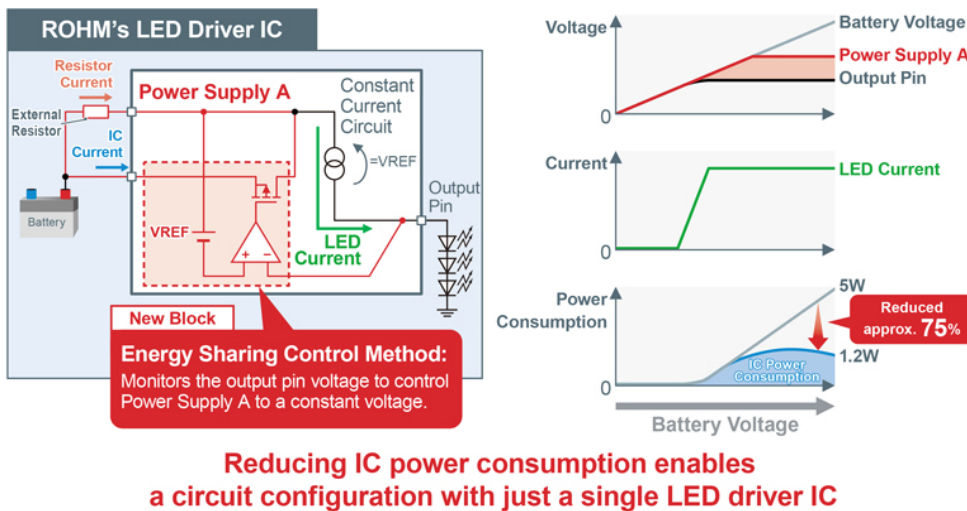 ROHM's LED Driver IC
Resistor
Current
External
Resistor
IC
Current
Battery
Power Supply A
Constant
Current
Circuit
=VREF
VREF
+ −
LED
Current
Output
Pin
New Block
Energy Sharing Control Method:
Monitors the output pin voltage to control
Power Supply A to a constant voltage.
Voltage
Battery Voltage
Power Supply A
Output Pin
0
Current
LED Current
0
Power
Consumption
5W
Reduced
approx. 75%
1.2W
IC Power
Consumption
0
Battery Voltage
Reducing IC power consumption enables
a circuit configuration with just a single LED driver IC